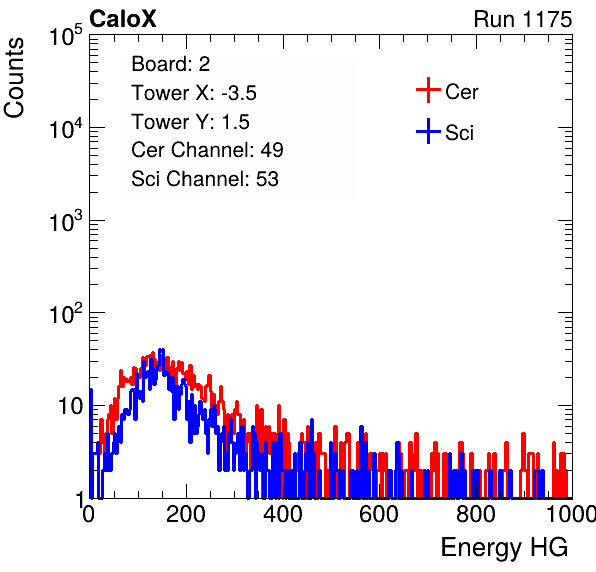 CaloX Run 1175
Counts
10^5
10^4
10^3
10^2
10
1
Board: 2
Tower X: -3.5
Tower Y: 1.5
Cer Channel: 49
Sci Channel: 53
Cer
Sci
0 200 400 600 800 1000
Energy HG